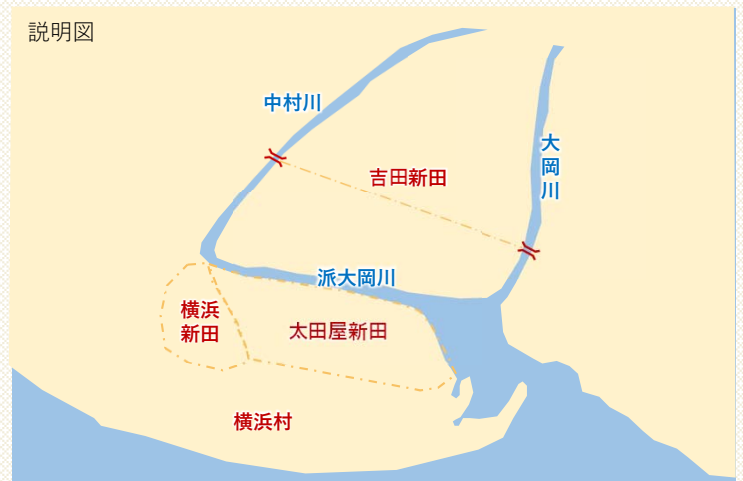 説明図
中村川
大岡川
吉田新田
派大岡川
横浜
新田
太田屋新田
横浜村